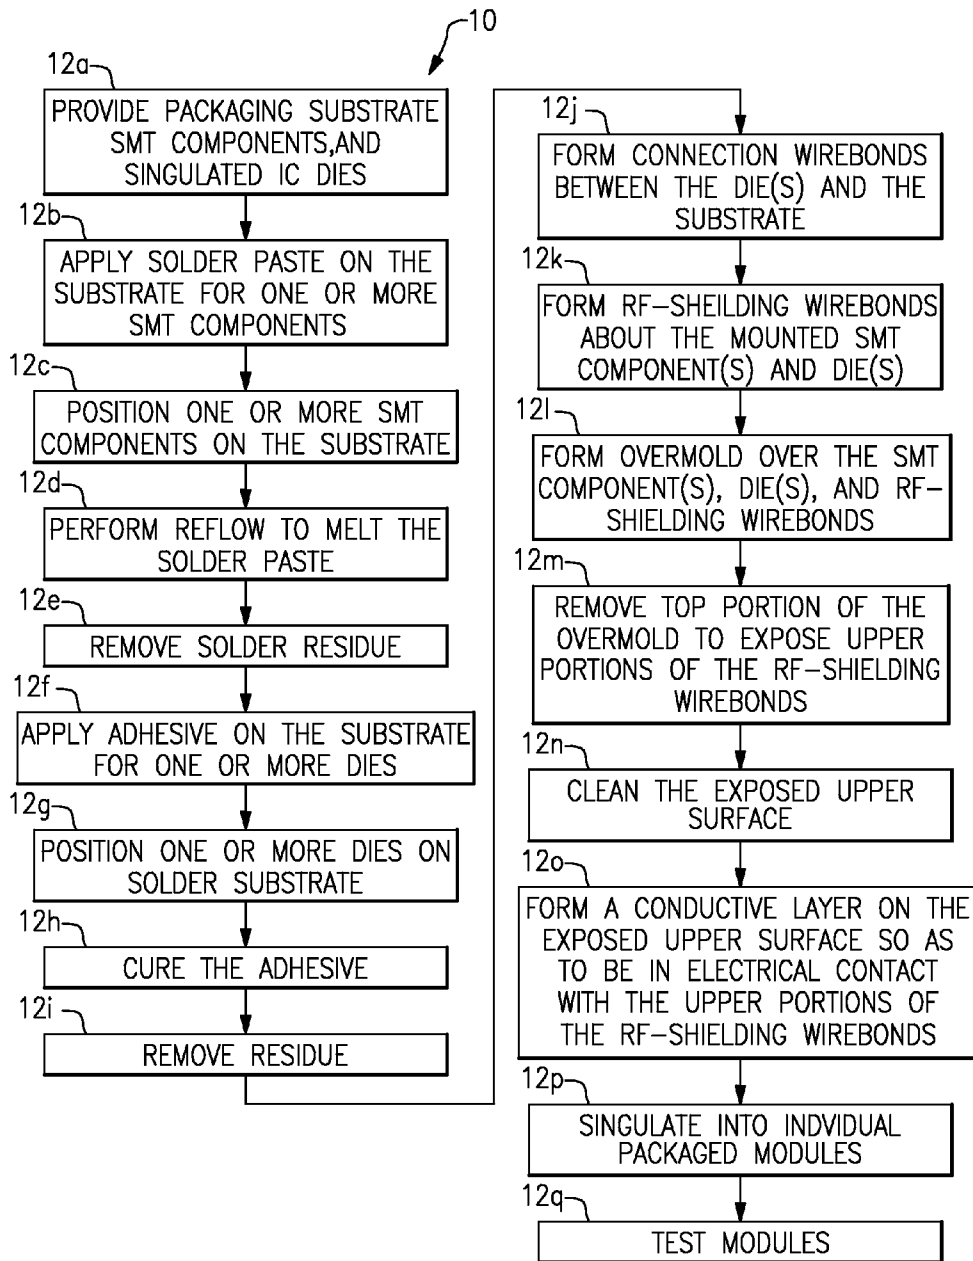 10
12a
PROVIDE PACKAGING SUBSTRATE
SMT COMPONENTS,AND
SINGULATED IC DIES
12b
APPLY SOLDER PASTE ON THE
SUBSTRATE FOR ONE OR MORE
SMT COMPONENTS
12c
POSITION ONE OR MORE SMT
COMPONENTS ON THE SUBSTRATE
12d
PERFORM REFLOW TO MELT THE
SOLDER PASTE
12e
REMOVE SOLDER RESIDUE
12f
APPLY ADHESIVE ON THE SUBSTRATE
FOR ONE OR MORE DIES
12g
POSITION ONE OR MORE DIES ON
SOLDER SUBSTRATE
12h
CURE THE ADHESIVE
12i
REMOVE RESIDUE
12j
FORM CONNECTION WIREBONDS
BETWEEN THE DIE(S) AND THE
SUBSTRATE
12k
FORM RF-SHEILDING WIREBONDS
ABOUT THE MOUNTED SMT
COMPONENT(S) AND DIE(S)
12l
FORM OVERMOLD OVER THE SMT
COMPONENT(S), DIE(S), AND RF-
SHIELDING WIREBONDS
12m
REMOVE TOP PORTION OF THE
OVERMOLD TO EXPOSE UPPER
PORTIONS OF THE RF-SHIELDING
WIREBONDS
12n
CLEAN THE EXPOSED UPPER
SURFACE
12o
FORM A CONDUCTIVE LAYER ON THE
EXPOSED UPPER SURFACE SO AS
TO BE IN ELECTRICAL CONTACT
WITH THE UPPER PORTIONS OF
THE RF-SHIELDING WIREBONDS
12p
SINGULATE INTO INDVIDUAL
PACKAGED MODULES
12q
TEST MODULES